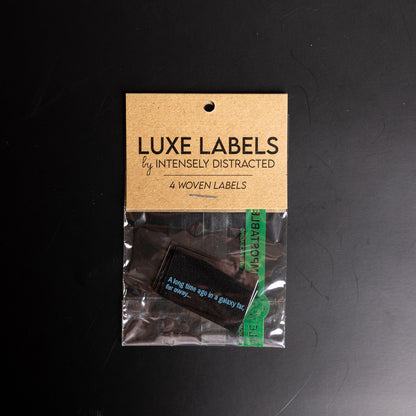 LUXE LABELS
by INTENSELY DISTRACTED
4 WOVEN LABELS
A long time ago in a galaxy far,
far away...